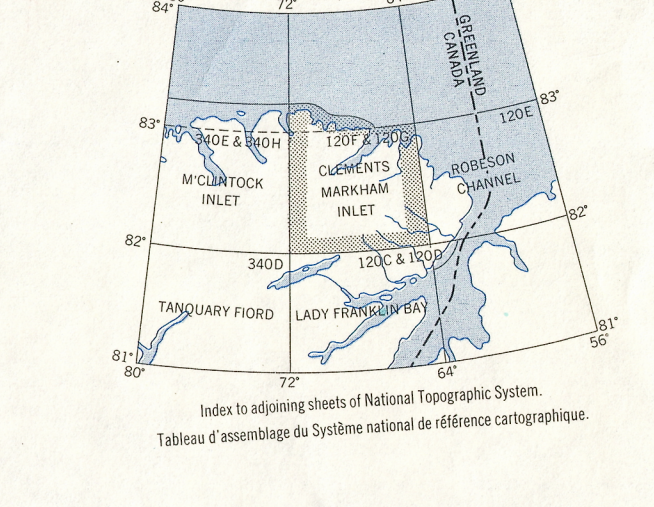 84°
72°
GREENLAND
CANADA
83°
83°
120E
340E & 340H
120F & 120G
M'CLINTOCK
INLET
CLEMENTS
MARKHAM
INLET
ROBESON
CHANNEL
82°
82°
340D
120C & 120D
TANQUARY FIORD
LADY FRANKLIN BAY
81°
80°
72°
64°
81°
56°
Index to adjoining sheets of National Topographic System.
Tableau d'assemblage du Système national de référence cartographique.